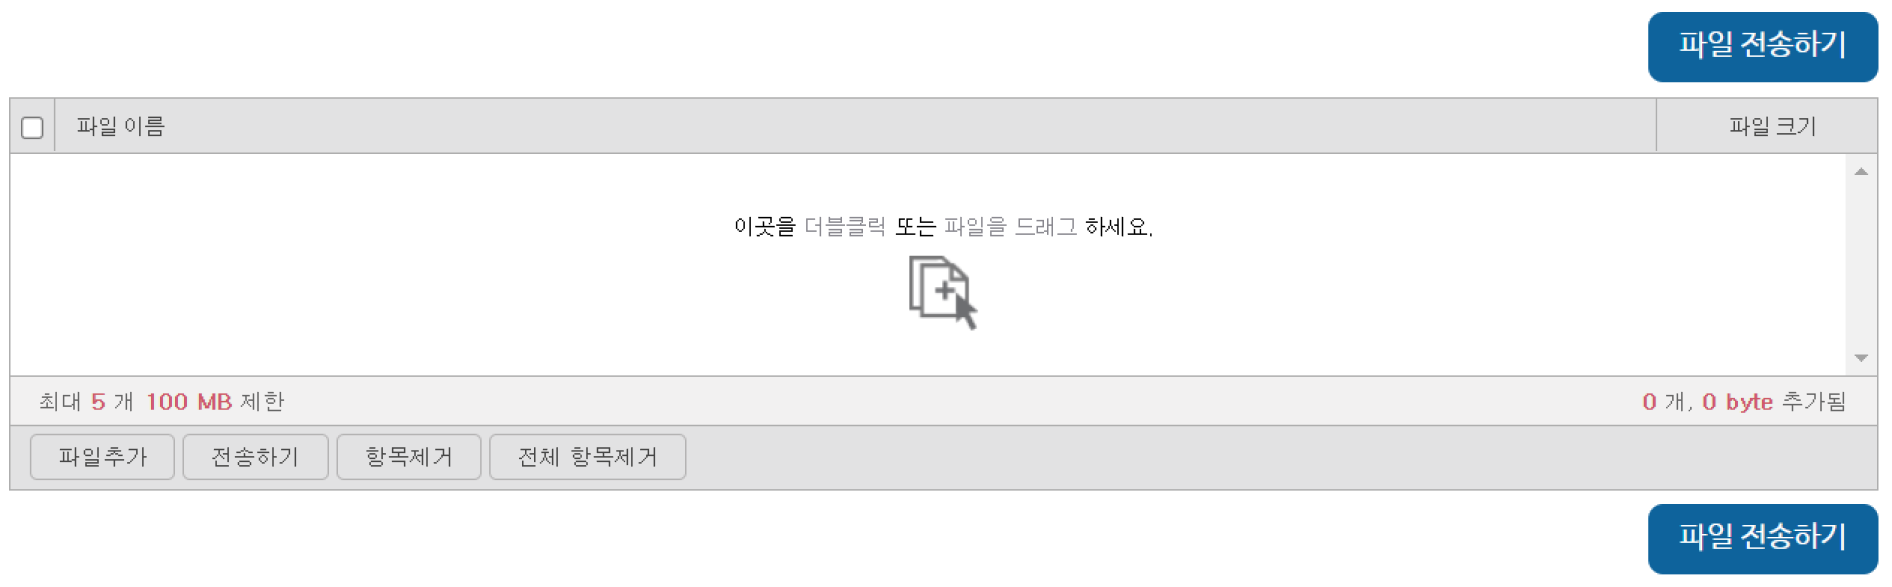 파일 전송하기
파일 이름 파일 크기
이곳을 더블클릭 또는 파일을 드래그 하세요.
최대 5 개 100 MB 제한 0 개, 0 byte 추가됨
파일추가 전송하기 항목제거 전체 항목제거
파일 전송하기